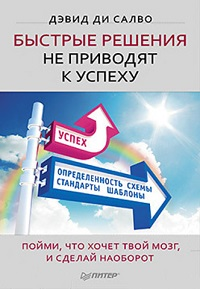 ДЭВИД ДИ САЛВО
БЫСТРЫЕ РЕШЕНИЯ
НЕ ПРИВОДЯТ
К УСПЕХУ
УСПЕХ
ОПРЕДЕЛЕННОСТЬ СХЕМЫ
СТАНДАРТЫ ШАБЛОНЫ
ПОЙМИ, ЧТО ХОЧЕТ ТВОЙ МОЗГ,
И СДЕЛАЙ НАОБОРОТ
ПИТЕР